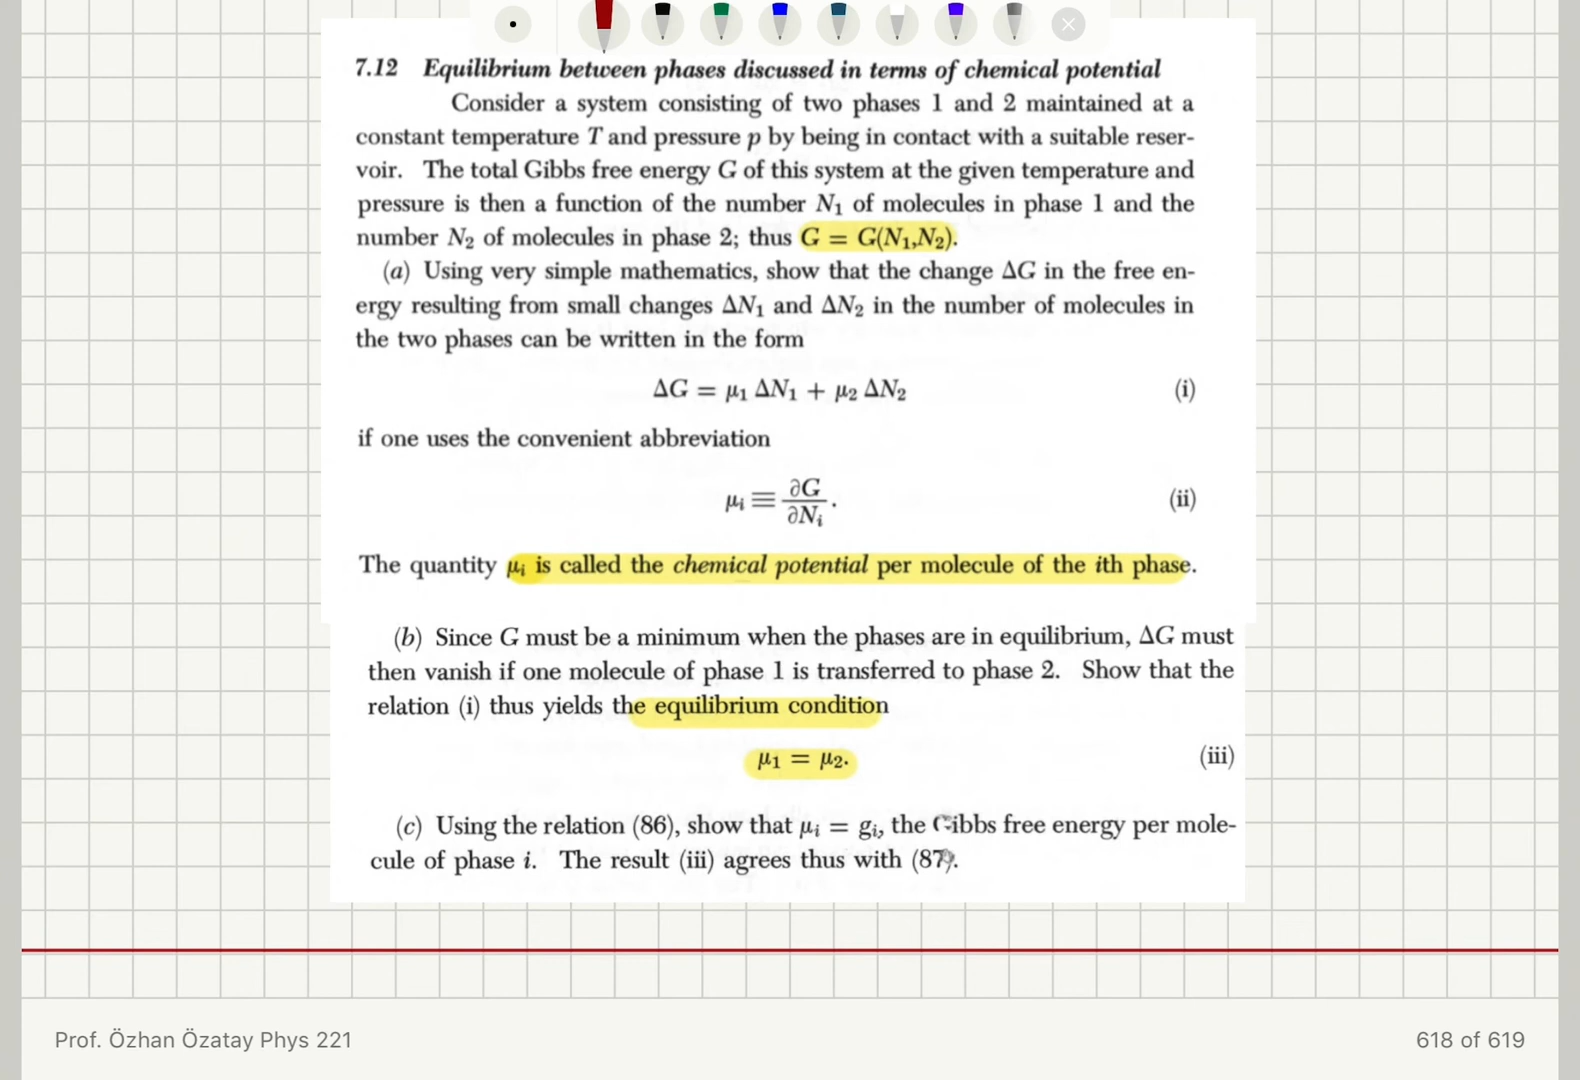 7.12 Equilibrium between phases discussed in terms of chemical potential
Consider a system consisting of two phases 1 and 2 maintained at a
constant temperature T and pressure p by being in contact with a suitable reser-
voir. The total Gibbs free energy G of this system at the given temperature and
pressure is then a function of the number N₁ of molecules in phase 1 and the
number N₂ of molecules in phase 2; thus G = G(N₁,N₂).
(a) Using very simple mathematics, show that the change ΔG in the free en-
ergy resulting from small changes ΔN₁ and ΔN₂ in the number of molecules in
the two phases can be written in the form
ΔG = μ₁ ΔN₁ + μ₂ ΔN₂ (i)
if one uses the convenient abbreviation
μᵢ ≡ ∂G/∂Nᵢ. (ii)
The quantity μᵢ is called the chemical potential per molecule of the ith phase.
(b) Since G must be a minimum when the phases are in equilibrium, ΔG must
then vanish if one molecule of phase 1 is transferred to phase 2. Show that the
relation (i) thus yields the equilibrium condition
μ₁ = μ₂. (iii)
(c) Using the relation (86), show that μᵢ = gᵢ, the Gibbs free energy per mole-
cule of phase i. The result (iii) agrees thus with (87).
Prof. Özhan Özatay Phys 221
618 of 619